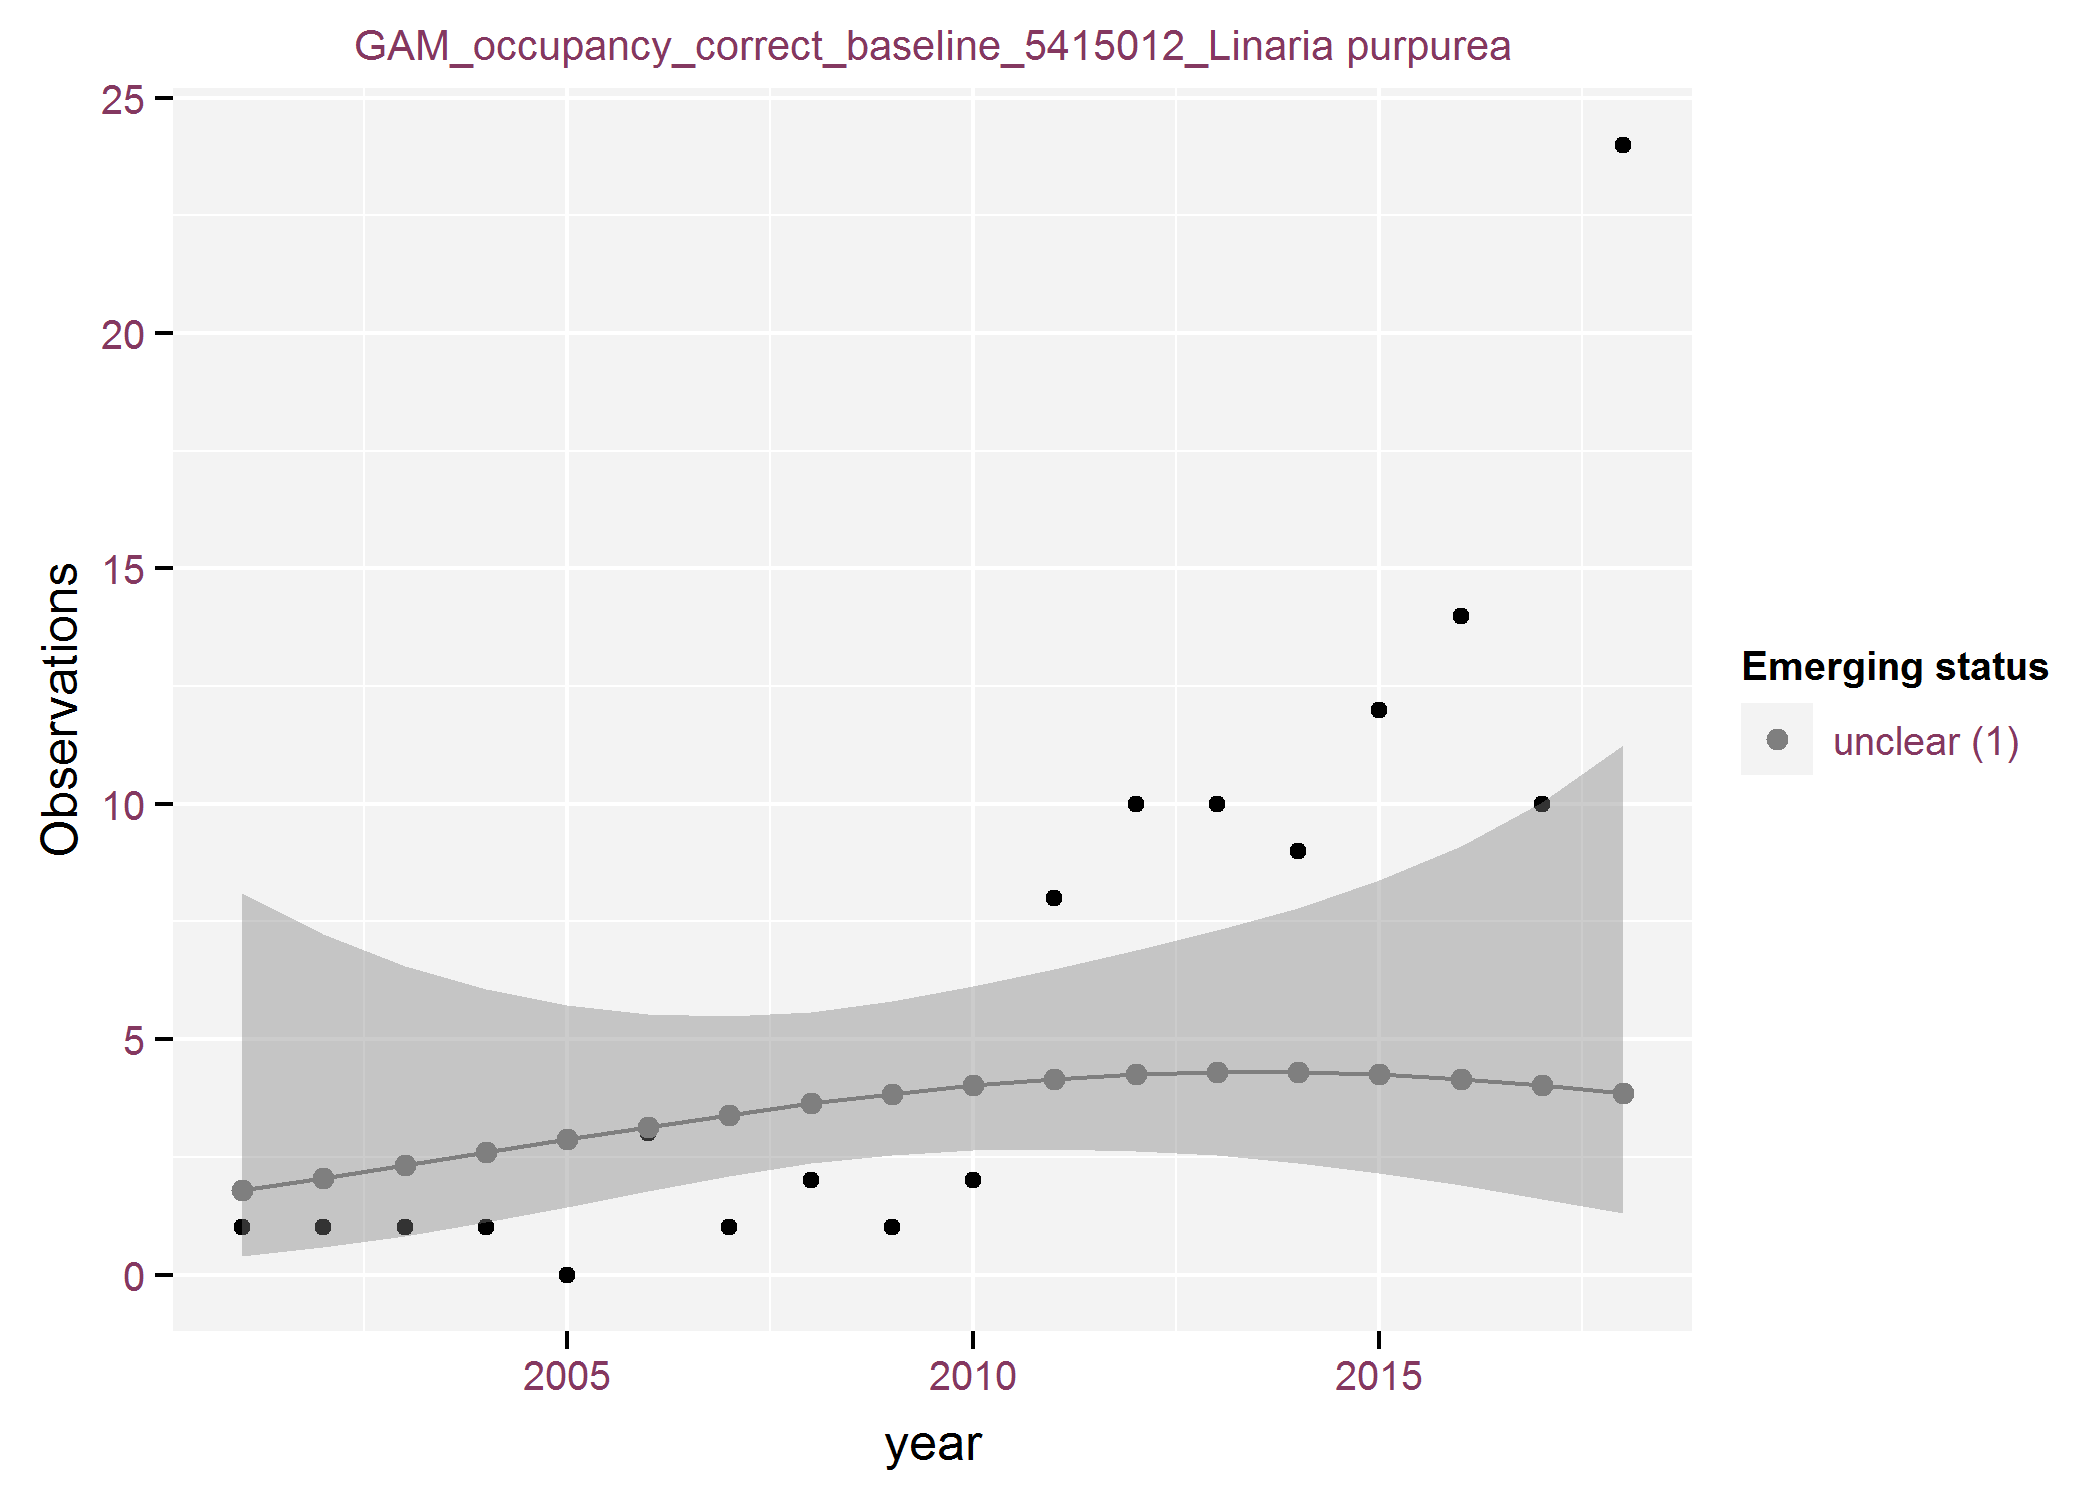 GAM_occupancy_correct_baseline_5415012_Linaria purpurea
25
20
15
10
5
0
Observations
2005 2010 2015
year
Emerging status
unclear (1)